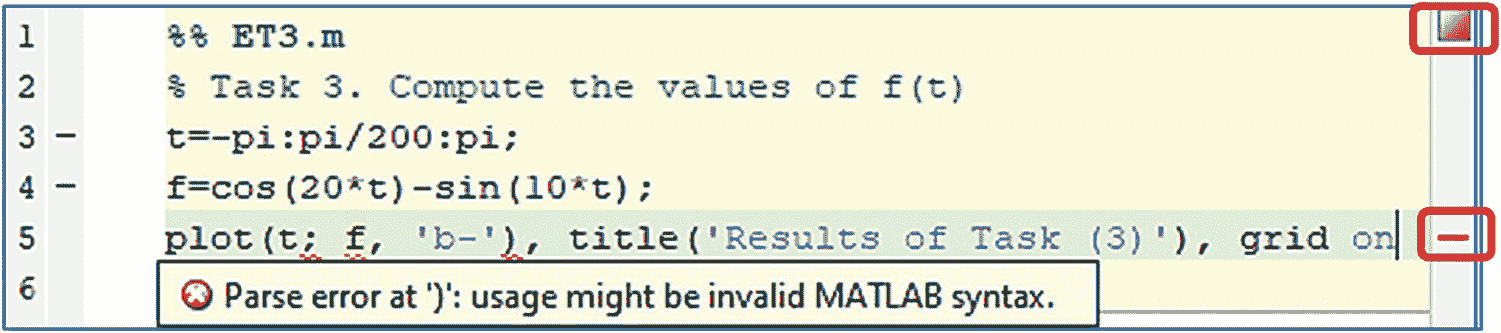 1 %% ET3.m
2 % Task 3. Compute the values of f(t)
3 - t=-pi:pi/200:pi;
4 - f=cos(20*t)-sin(10*t);
5 plot(t; f, 'b-'), title('Results of Task (3)'), grid on
6
Parse error at ')': usage might be invalid MATLAB syntax.